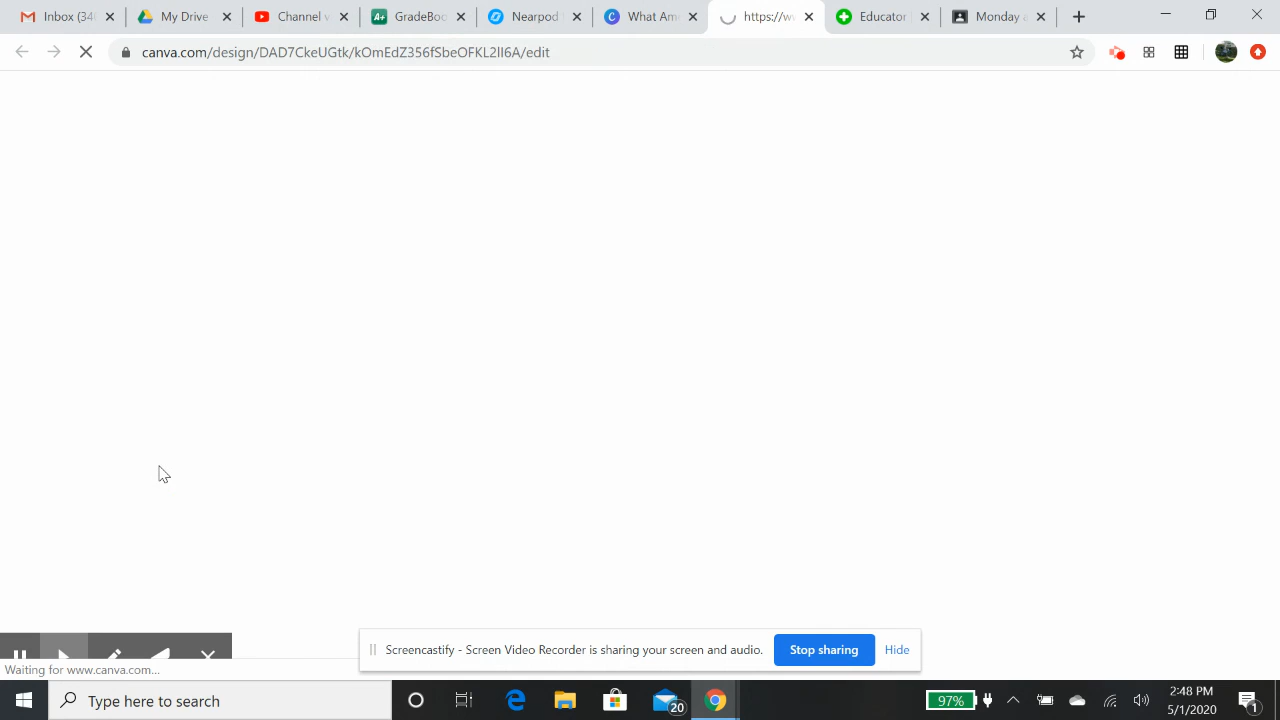 Inbox (34
My Drive
Channel v
GradeBoo
Nearpod
What Am
https://w
Educator
Monday a
canva.com/design/DAD7CkeUGtk/kOmEdZ356fSbeOFKL2lI6A/edit
Screencastify - Screen Video Recorder is sharing your screen and audio.
Stop sharing
Hide
Waiting for www.canva.com...
Type here to search
20
97%
2:48 PM
5/1/2020
1